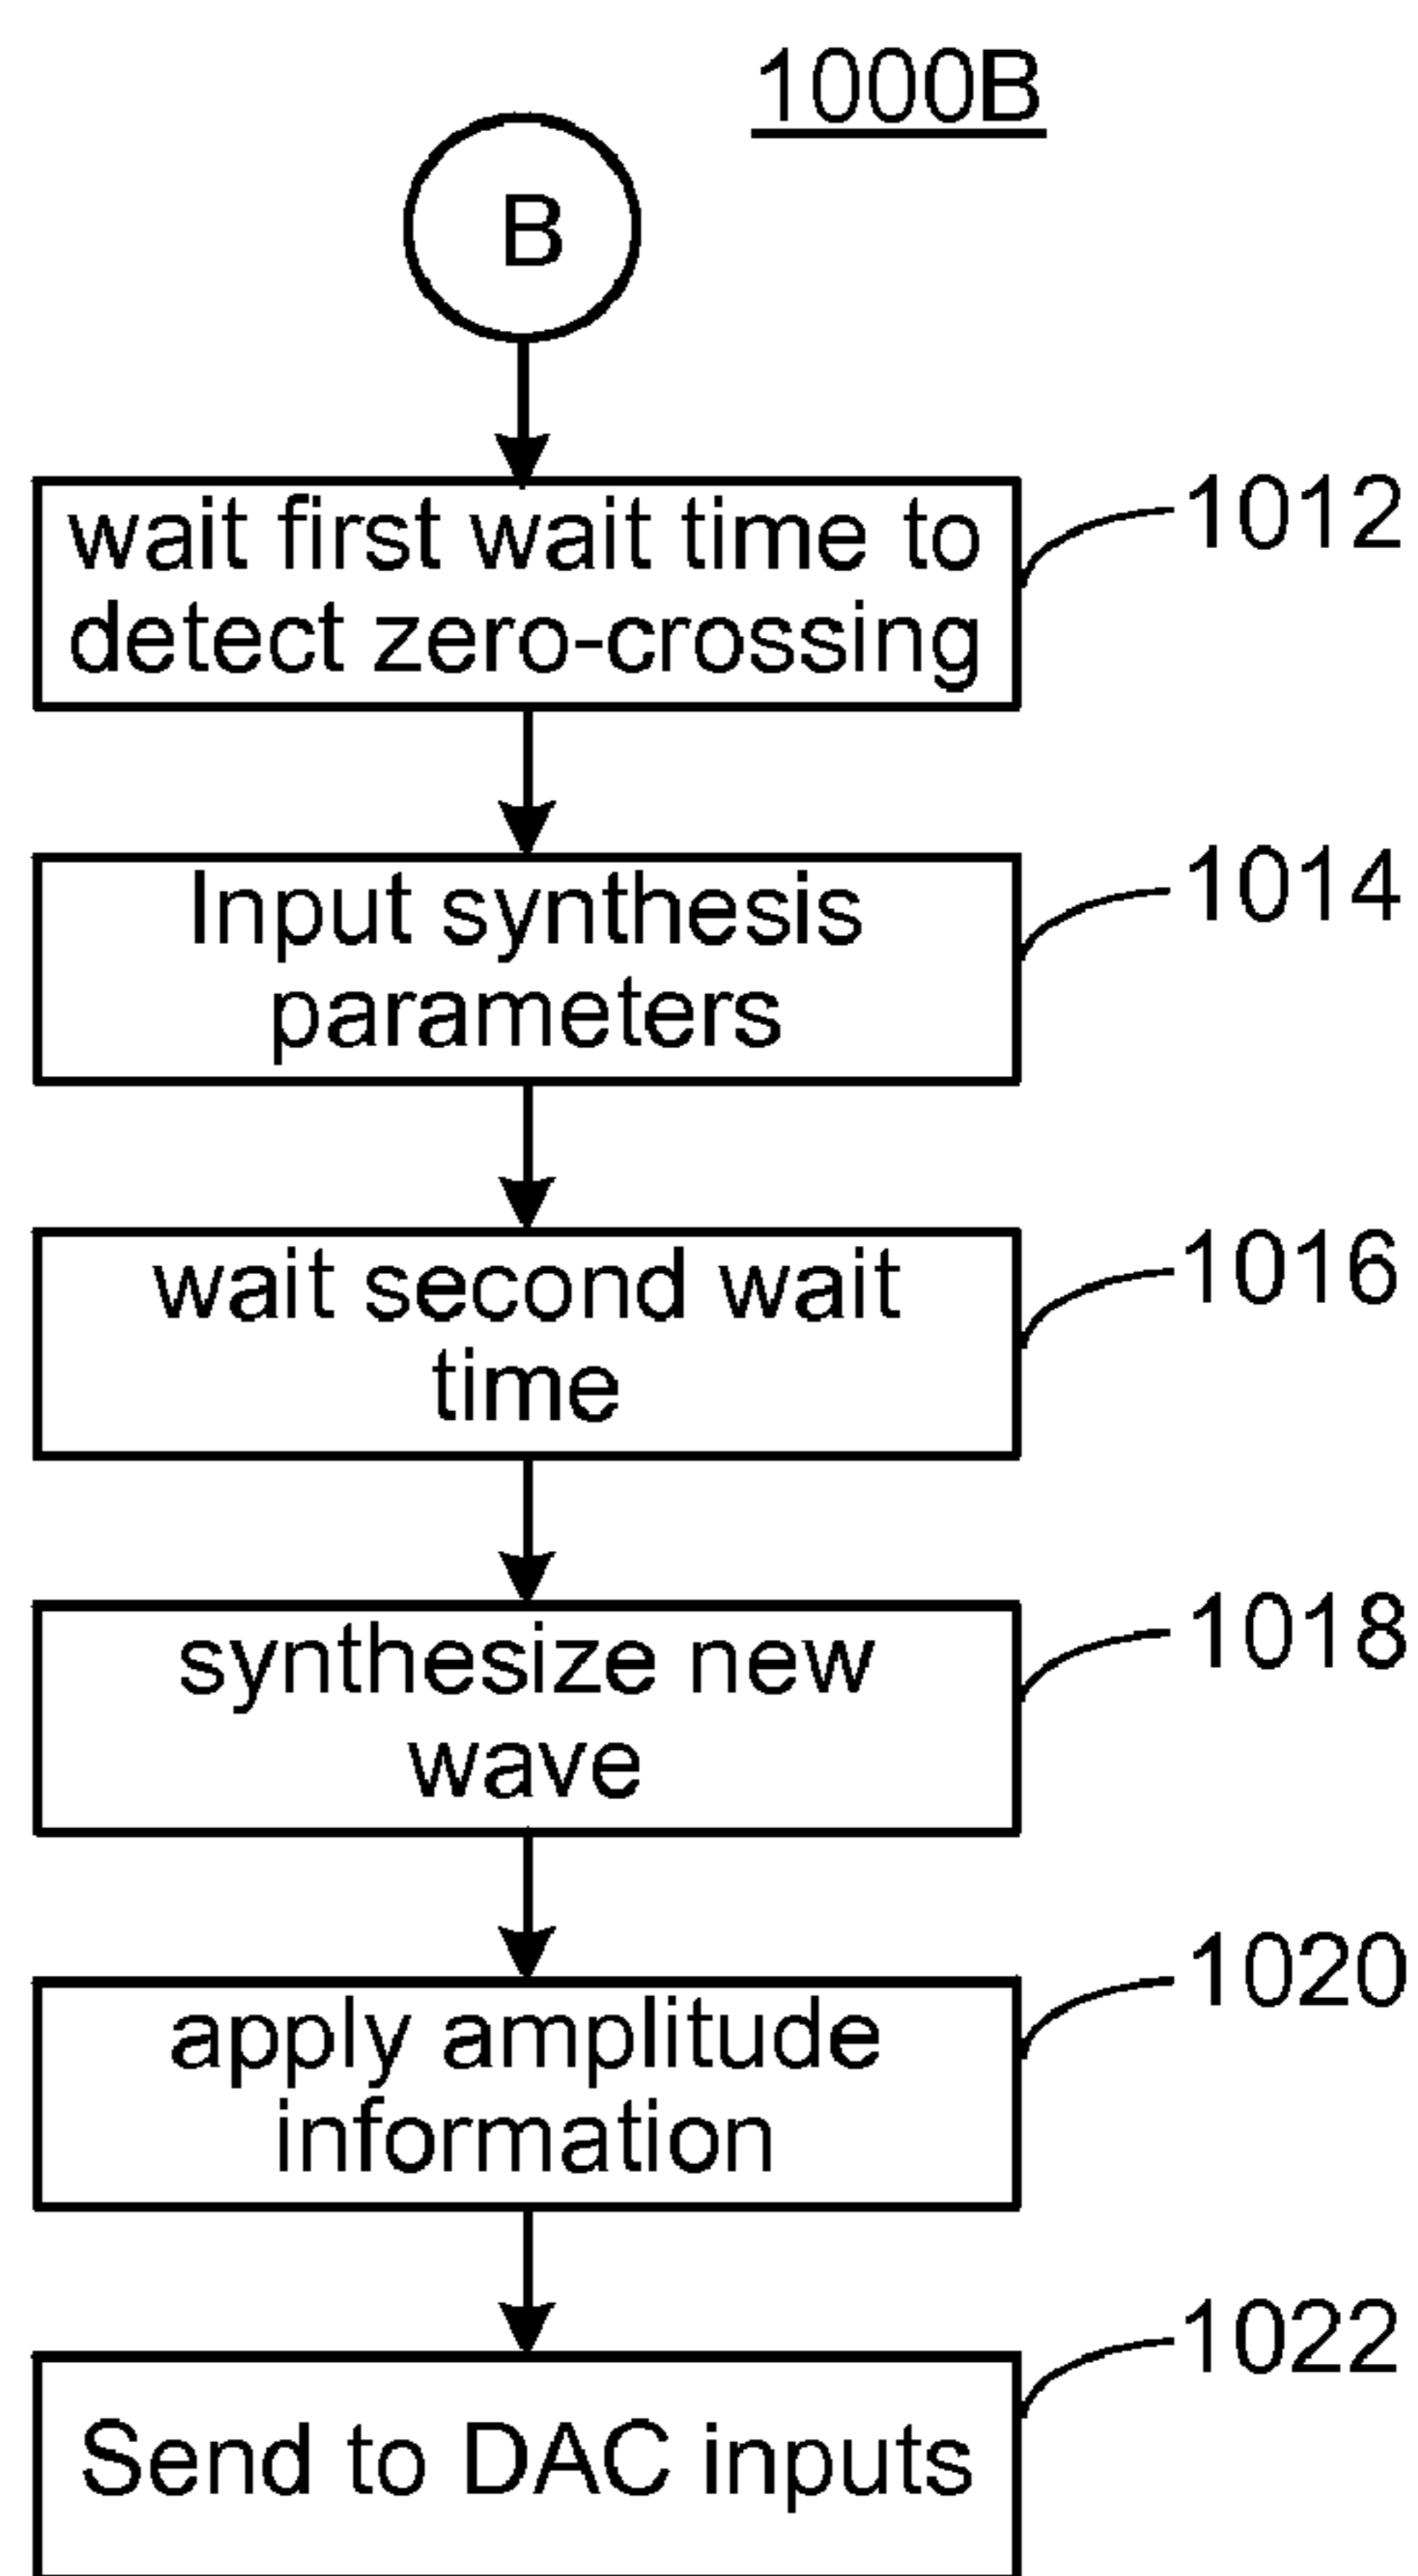 1000B
B
wait first wait time to
detect zero-crossing
1012
Input synthesis
parameters
1014
wait second wait
time
1016
synthesize new
wave
1018
apply amplitude
information
1020
Send to DAC inputs
1022